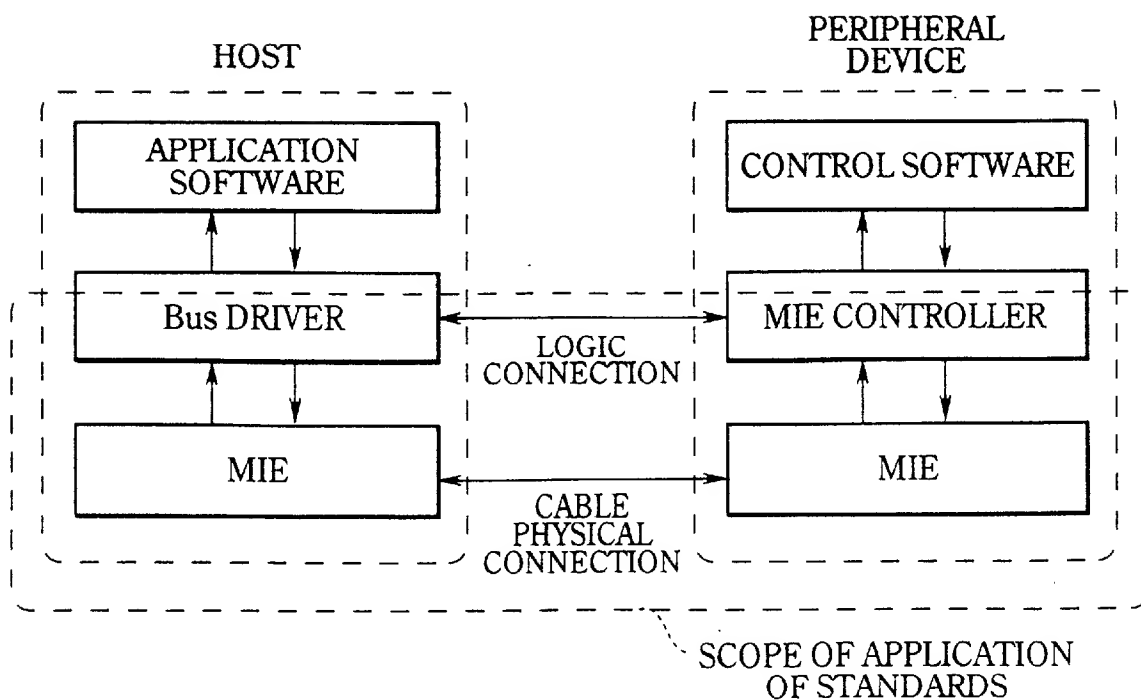 HOST
PERIPHERAL
DEVICE
APPLICATION
SOFTWARE
CONTROL SOFTWARE
Bus DRIVER
MIE CONTROLLER
LOGIC
CONNECTION
MIE
MIE
CABLE
PHYSICAL
CONNECTION
SCOPE OF APPLICATION
OF STANDARDS